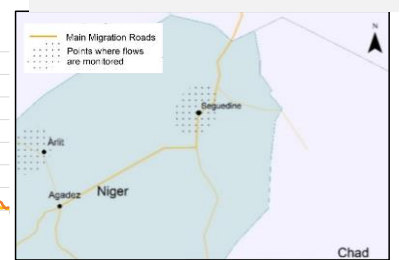 Main Migration Roads
Points where flows
are monitored
N
Seguedine
Arlit
Agadez
Niger
Chad